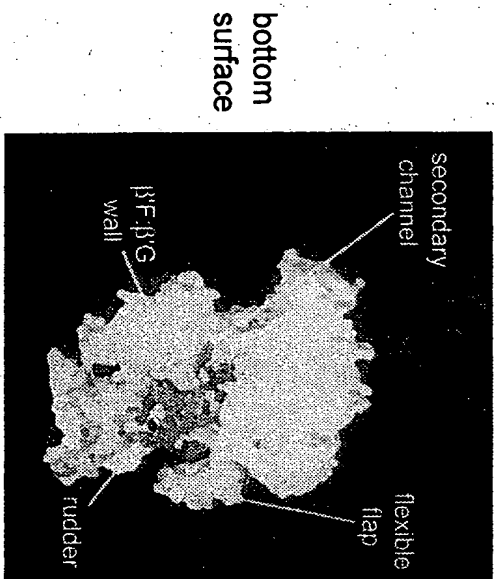 bottom
surface
secondary
channel
β'F:β'G
wall
rudder
flexible
flap